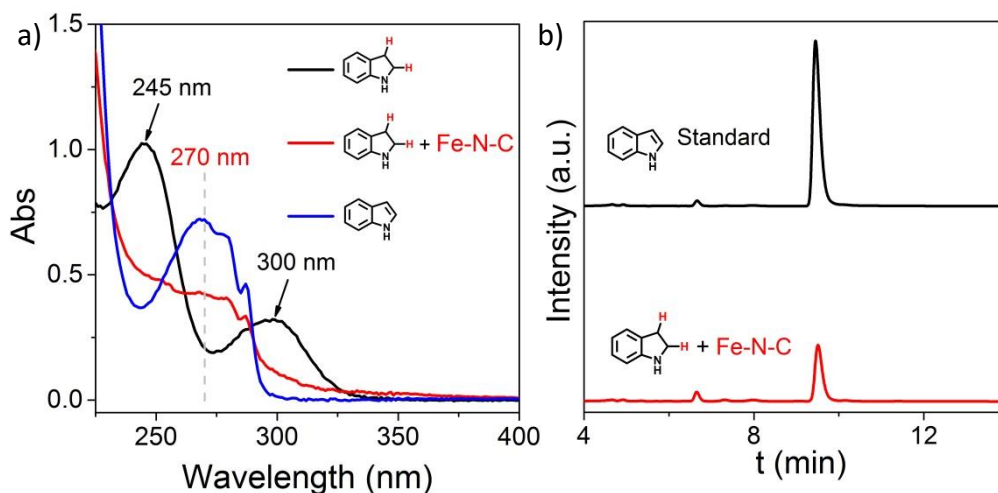 a)
1.5
1.0
0.5
0.0
Abs
245 nm
270 nm
300 nm
H
H
N
H
H
H
N
H
+ Fe-N-C
N
H
250
300
350
400
Wavelength (nm)
b)
Intensity (a.u.)
N
H
Standard
H
H
N
H
+ Fe-N-C
4
8
12
t (min)